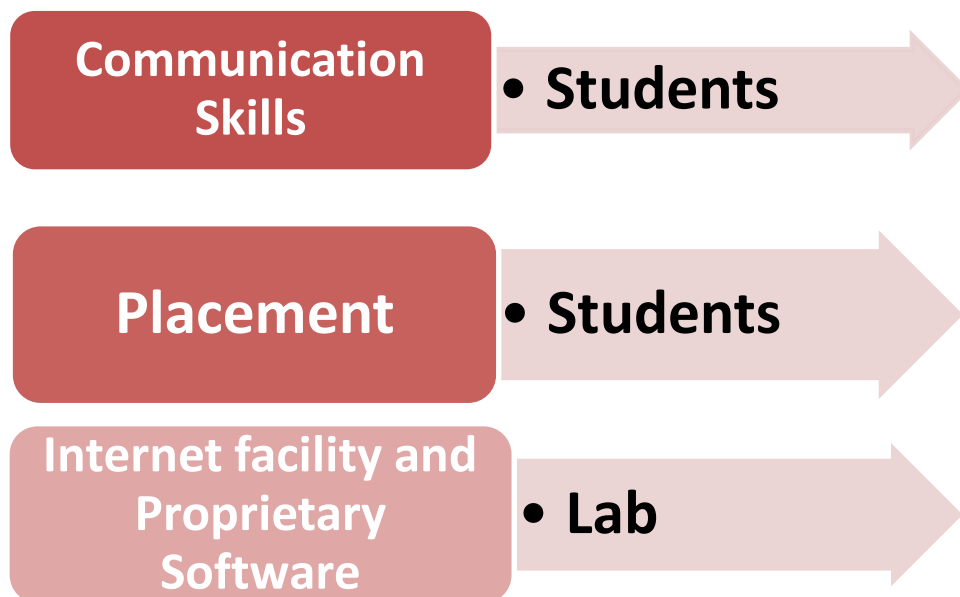 Communication
Skills
• Students
Placement
• Students
Internet facility and
Proprietary
Software
• Lab